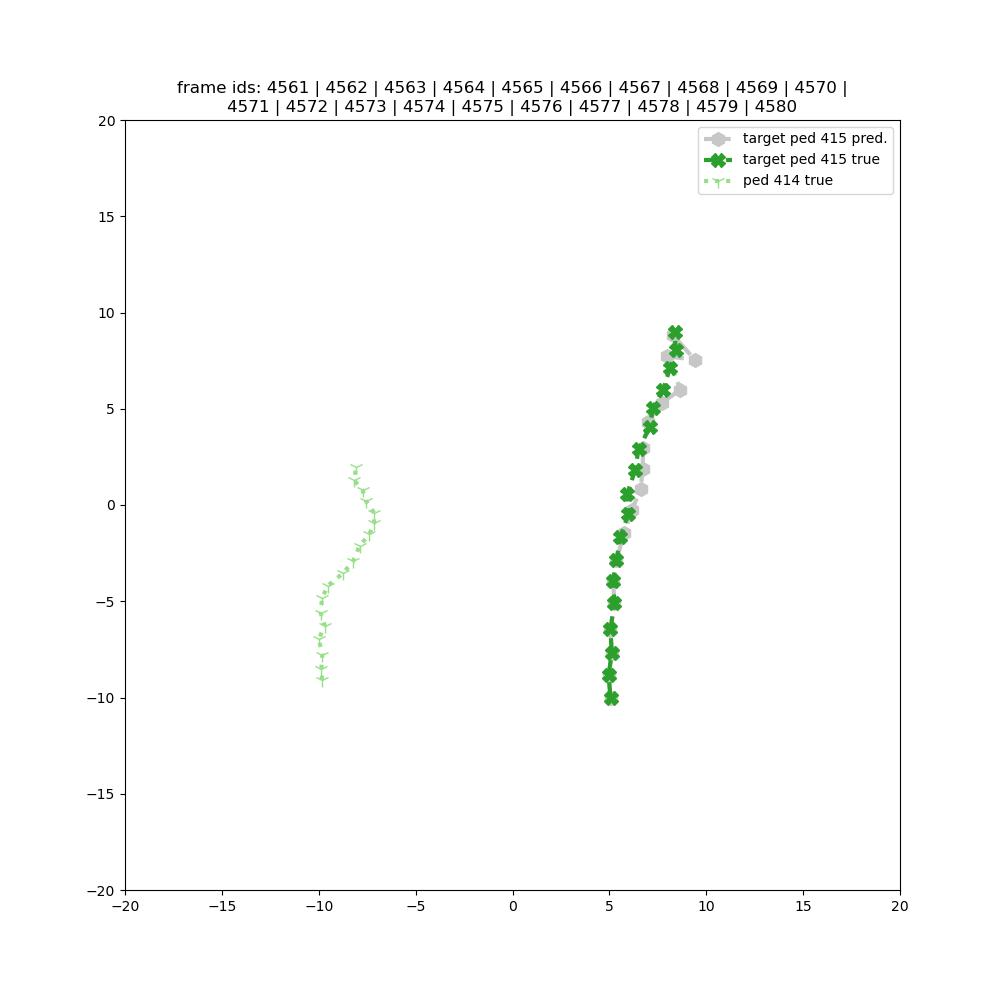 frame ids: 4561 | 4562 | 4563 | 4564 | 4565 | 4566 | 4567 | 4568 | 4569 | 4570 |
4571 | 4572 | 4573 | 4574 | 4575 | 4576 | 4577 | 4578 | 4579 | 4580
target ped 415 pred.
target ped 415 true
ped 414 true
20
15
10
5
0
−5
−10
−15
−20
−20 −15 −10 −5 0 5 10 15 20